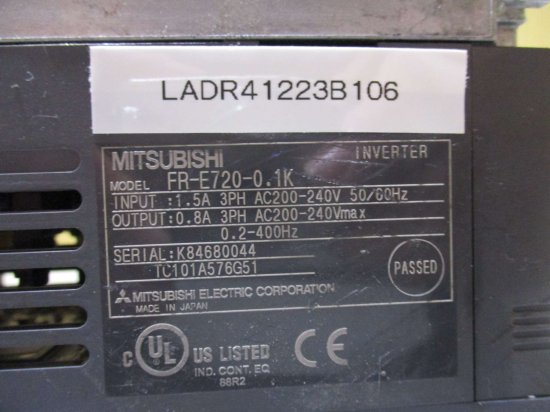 LADR41223B106
MITSUBISHI INVERTER
MODEL FR-E720-0.1K
INPUT :1.5A 3PH AC200-240V 50/60Hz
OUTPUT:0.8A 3PH AC200-240Vmax
0.2-400Hz
SERIAL:K84680044
TC101A576G51
PASSED
MITSUBISHI ELECTRIC CORPORATION
MADE IN JAPAN
C UL US LISTED CE
IND. CONT. EQ.
88R2